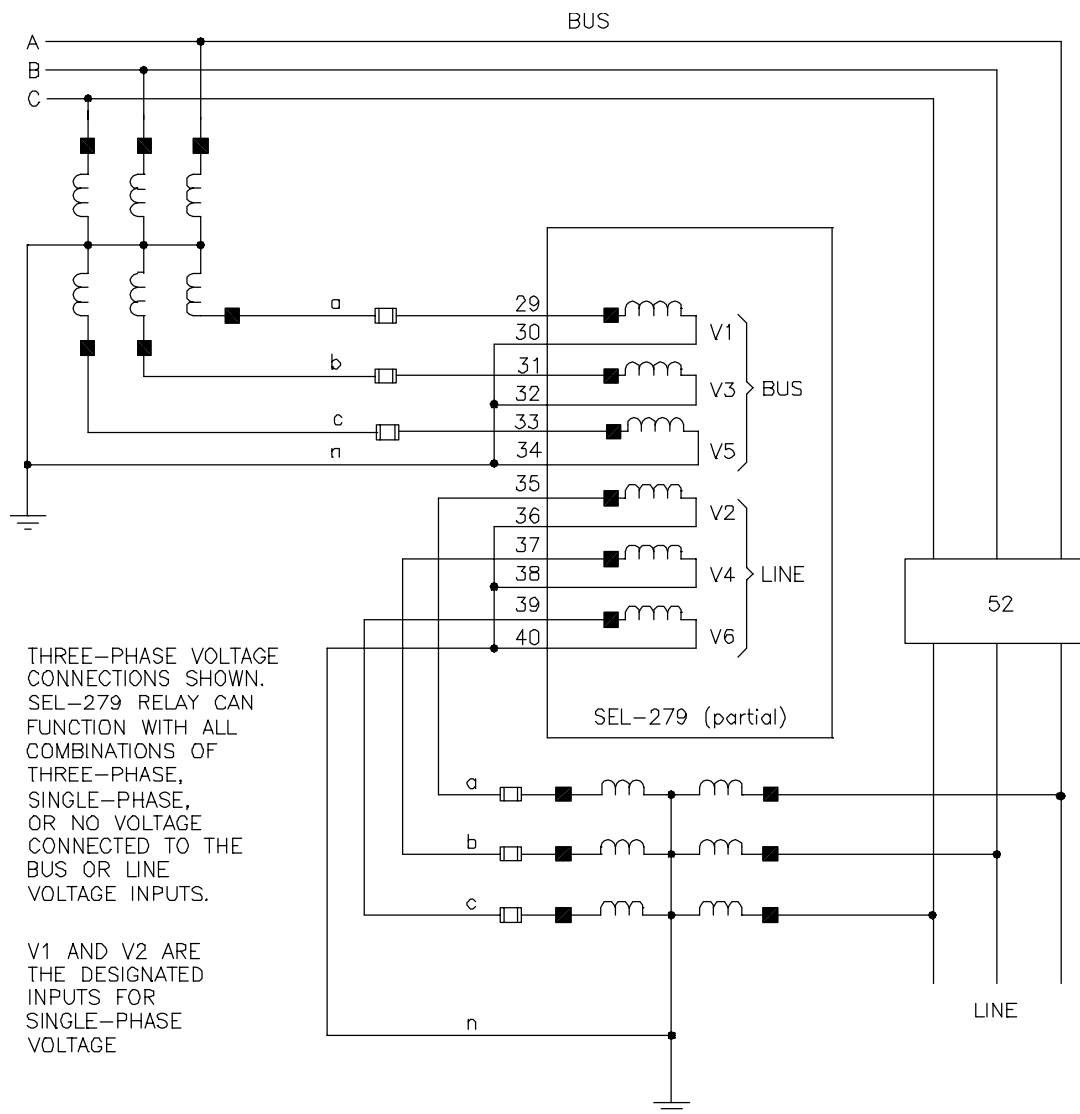 BUS
A
B
C
a
29
30
V1
b
31
32
V3
BUS
c
33
n
34
V5
35
36
V2
37
38
V4
LINE
39
40
V6
52
SEL-279 (partial)
THREE-PHASE VOLTAGE
CONNECTIONS SHOWN.
SEL-279 RELAY CAN
FUNCTION WITH ALL
COMBINATIONS OF
THREE-PHASE,
SINGLE-PHASE,
OR NO VOLTAGE
CONNECTED TO THE
BUS OR LINE
VOLTAGE INPUTS.
V1 AND V2 ARE
THE DESIGNATED
INPUTS FOR
SINGLE-PHASE
VOLTAGE
a
b
c
n
LINE